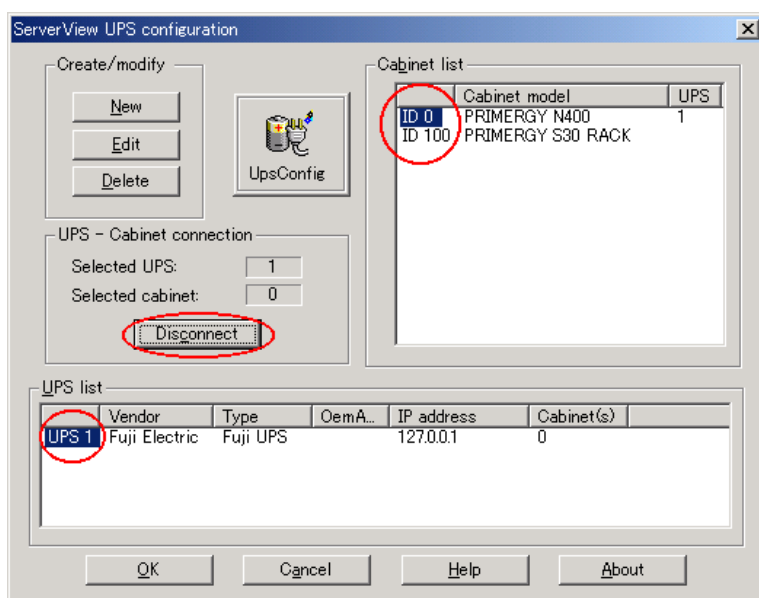 ServerView UPS configuration
Create/modify
New
Edit
Delete
UpsConfig
Cabinet list
Cabinet model UPS
ID 0 PRIMERGY N400 1
ID 100 PRIMERGY S30 RACK
UPS - Cabinet connection
Selected UPS: 1
Selected cabinet: 0
Disconnect
UPS list
Vendor Type OemA... IP address Cabinet(s)
UPS 1 Fuji Electric Fuji UPS 127.0.0.1 0
OK Cancel Help About